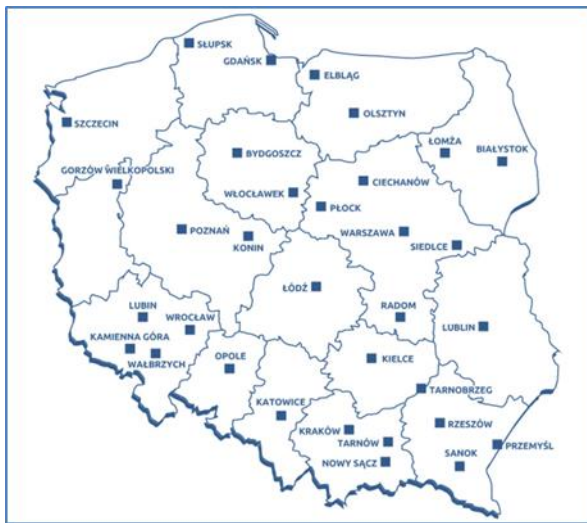 SŁUPSK
GDAŃSK
ELBLĄG
OLSZTYN
SZCZECIN
ŁOMŻA
BIAŁYSTOK
BYDGOSZCZ
GORZÓW WIELKOPOLSKI
CIECHANÓW
WŁOCŁAWEK
PŁOCK
POZNAŃ
KONIN
WARSZAWA
SIEDLCE
ŁÓDŹ
LUBIN
WROCŁAW
RADOM
LUBLIN
KAMIENNA GÓRA
WAŁBRZYCH
OPOLE
KIELCE
TARNOBRZEG
KATOWICE
KRAKÓW
RZESZÓW
TARNÓW
PRZEMYŚL
NOWY SĄCZ
SANOK